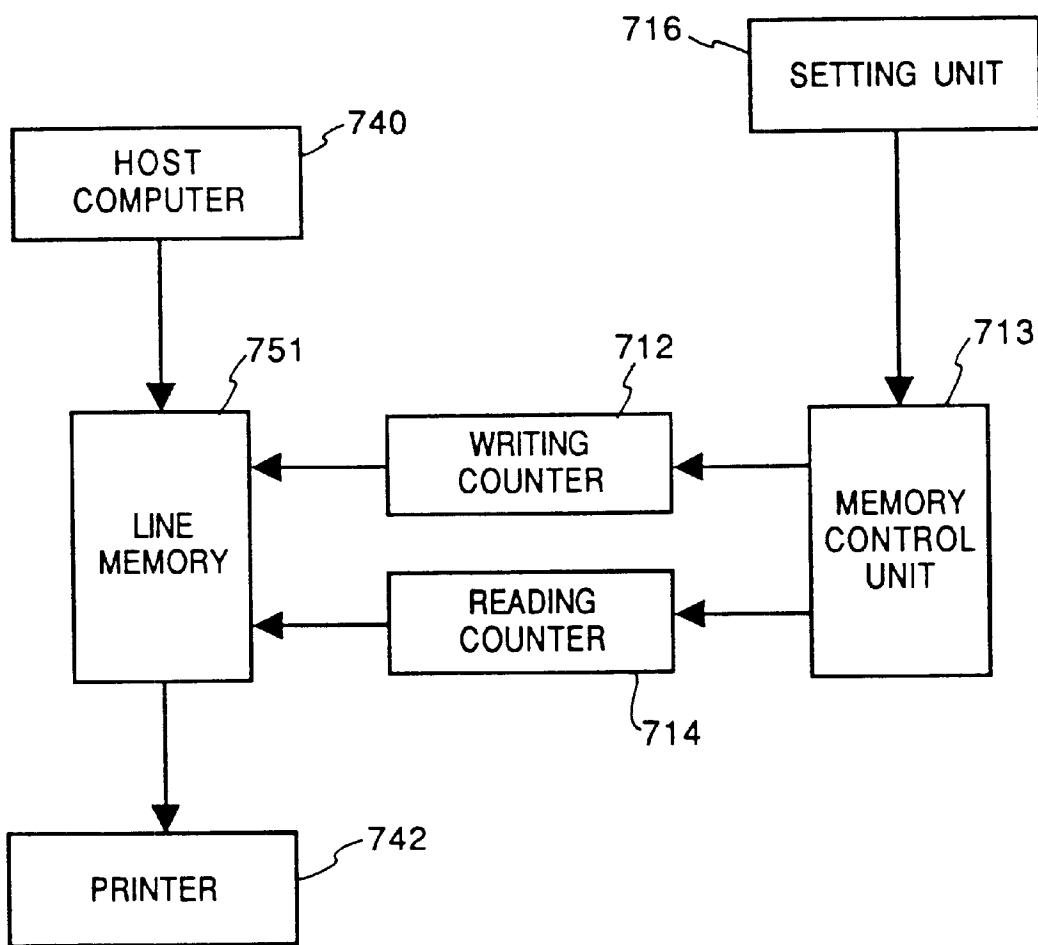 716
SETTING UNIT
740
HOST
COMPUTER
751
712
713
WRITING
COUNTER
LINE
MEMORY
MEMORY
CONTROL
UNIT
READING
COUNTER
714
742
PRINTER